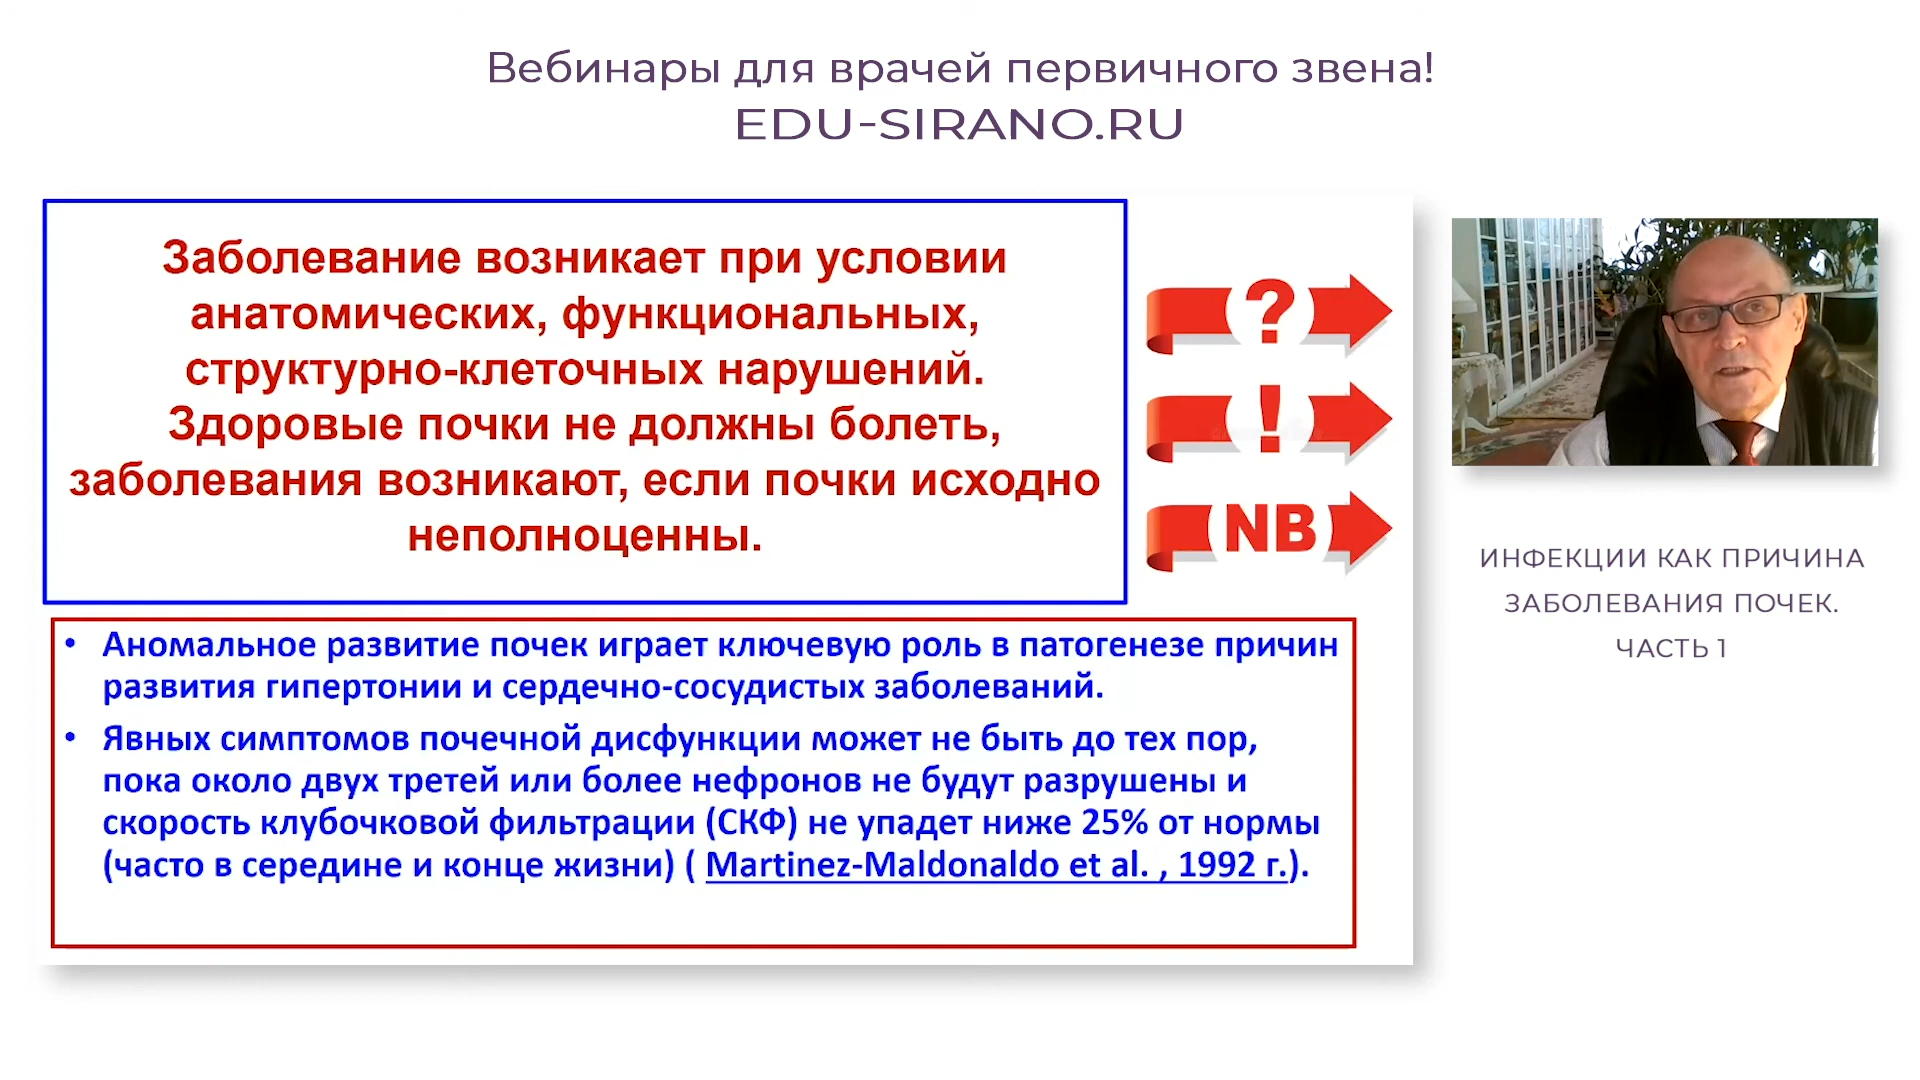 Вебинары для врачей первичного звена!
EDU-SIRANO.RU
Заболевание возникает при условии
анатомических, функциональных,
структурно-клеточных нарушений.
Здоровые почки не должны болеть,
заболевания возникают, если почки исходно
неполноценны.
?
!
NB
• Аномальное развитие почек играет ключевую роль в патогенезе причин
развития гипертонии и сердечно-сосудистых заболеваний.
• Явных симптомов почечной дисфункции может не быть до тех пор,
пока около двух третей или более нефронов не будут разрушены и
скорость клубочковой фильтрации (СКФ) не упадет ниже 25% от нормы
(часто в середине и конце жизни) ( Martinez-Maldonaldo et al. , 1992 г.).
ИНФЕКЦИИ КАК ПРИЧИНА
ЗАБОЛЕВАНИЯ ПОЧЕК.
ЧАСТЬ 1